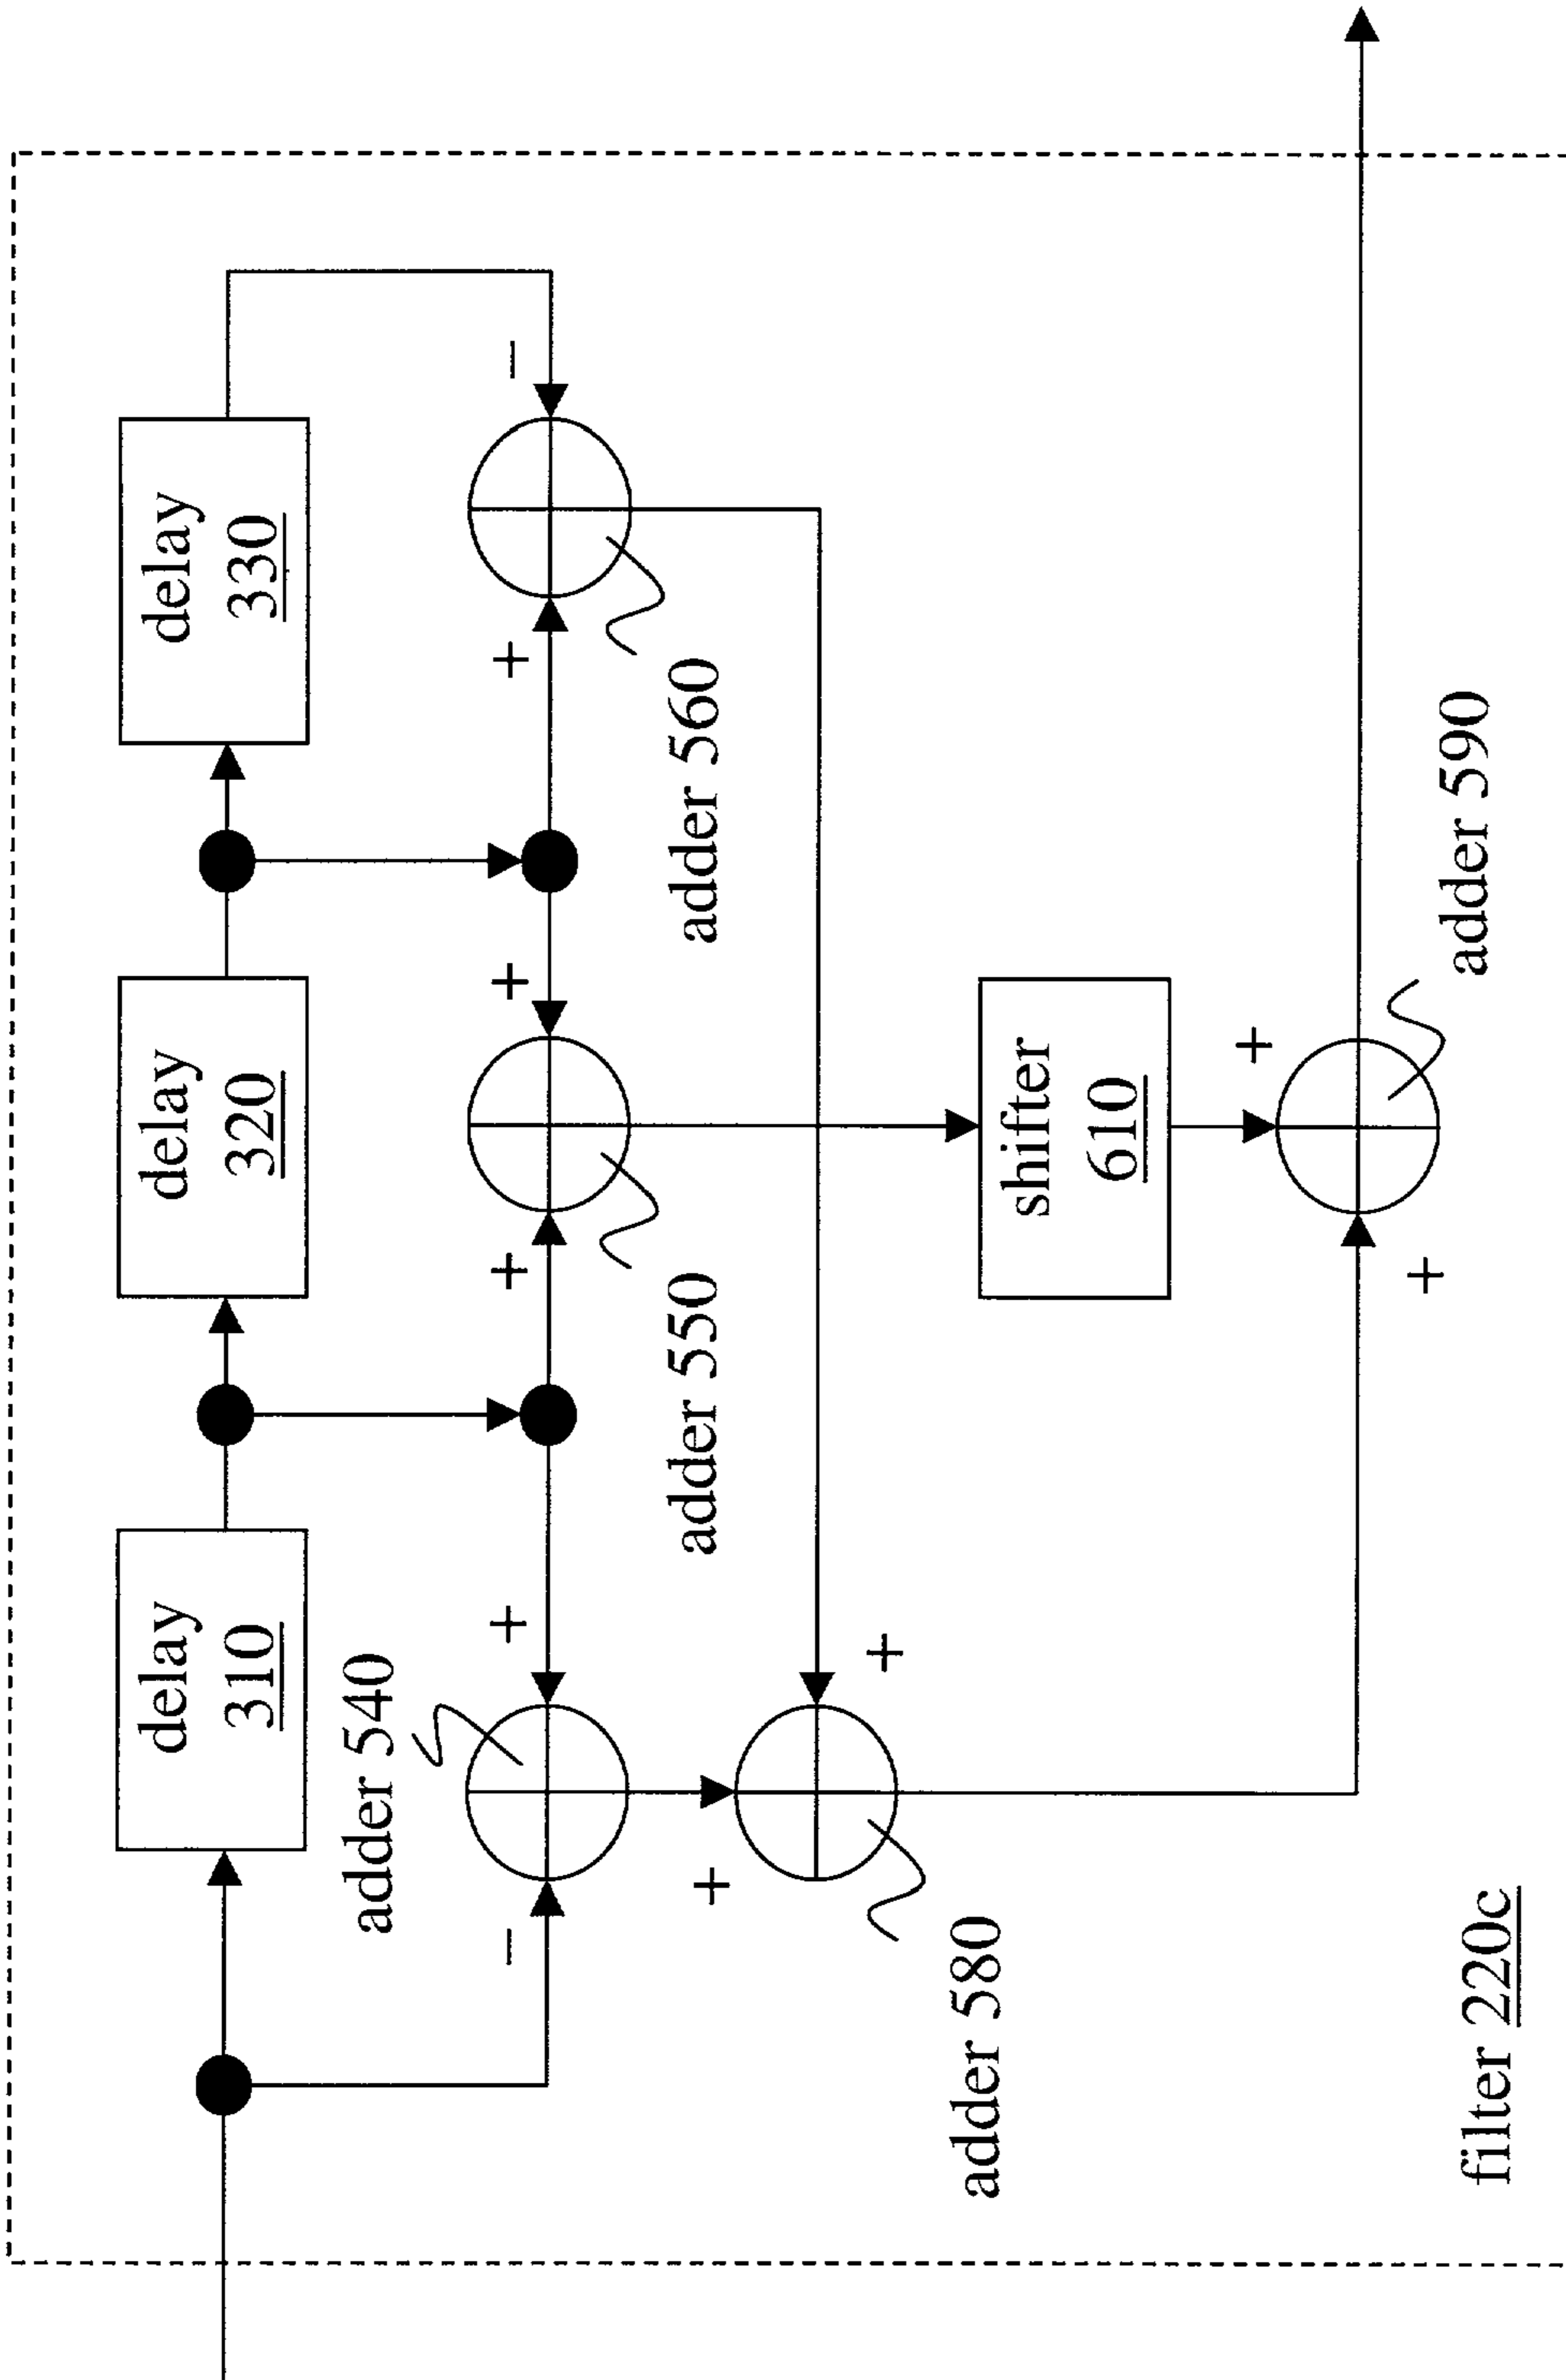 delay
310
delay
320
delay
330
adder 540
−
+
+
+
+
−
adder 550
adder 560
+
+
adder 580
shifter
610
+
+
adder 590
filter 220c